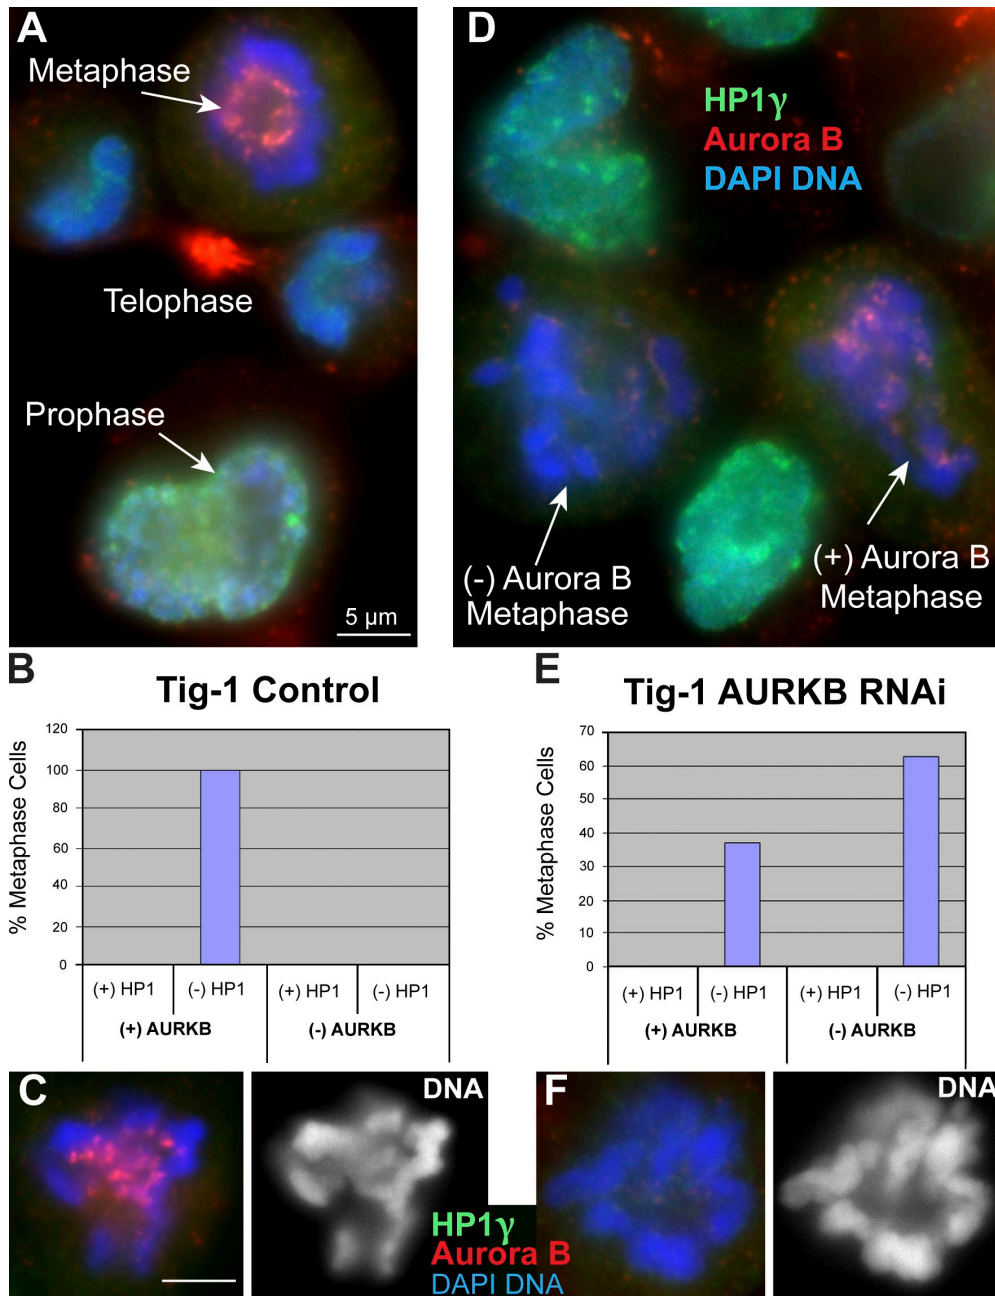 A
Metaphase
Telophase
Prophase
5 µm
D
HP1γ
Aurora B
DAPI DNA
(-) Aurora B
Metaphase
(+) Aurora B
Metaphase
B
Tig-1 Control
% Metaphase Cells
120
100
80
60
40
20
0
(+) HP1 (-) HP1 (+) HP1 (-) HP1
(+) AURKB (-) AURKB
E
Tig-1 AURKB RNAi
% Metaphase Cells
70
60
50
40
30
20
10
0
(+) HP1 (-) HP1 (+) HP1 (-) HP1
(+) AURKB (-) AURKB
C
DNA
HP1γ
Aurora B
DAPI DNA
F
DNA